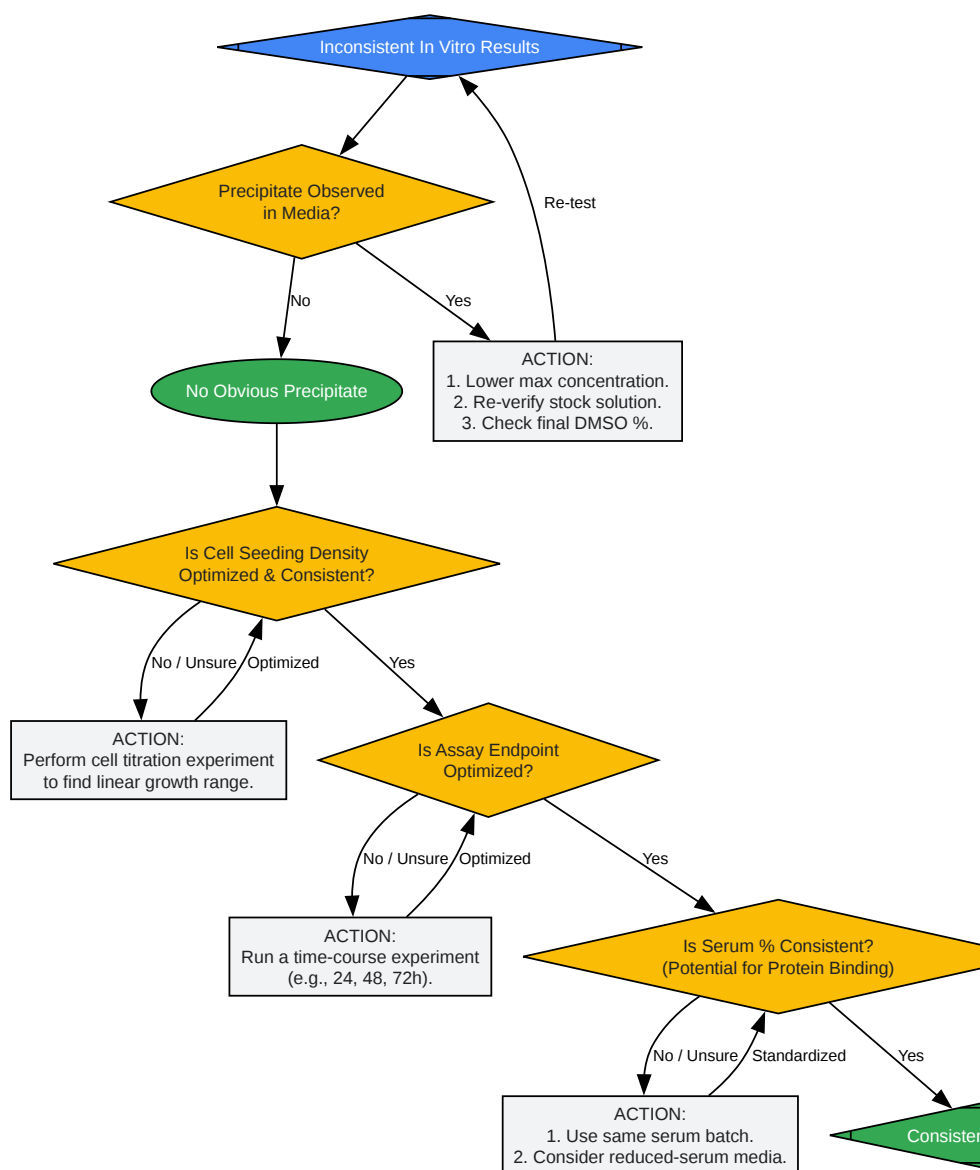 Inconsistent In Vitro Results
Precipitate Observed
in Media?
Re-test
No
Yes
ACTION:
1. Lower max concentration.
2. Re-verify stock solution.
3. Check final DMSO %.
No Obvious Precipitate
Is Cell Seeding Density
Optimized & Consistent?
No / Unsure
Optimized
Yes
ACTION:
Perform cell titration experiment
to find linear growth range.
Is Assay Endpoint
Optimized?
No / Unsure
Optimized
Yes
ACTION:
Run a time-course experiment
(e.g., 24, 48, 72h).
Is Serum % Consistent?
(Potential for Protein Binding)
No / Unsure
Standardized
Yes
ACTION:
1. Use same serum batch.
2. Consider reduced-serum media.